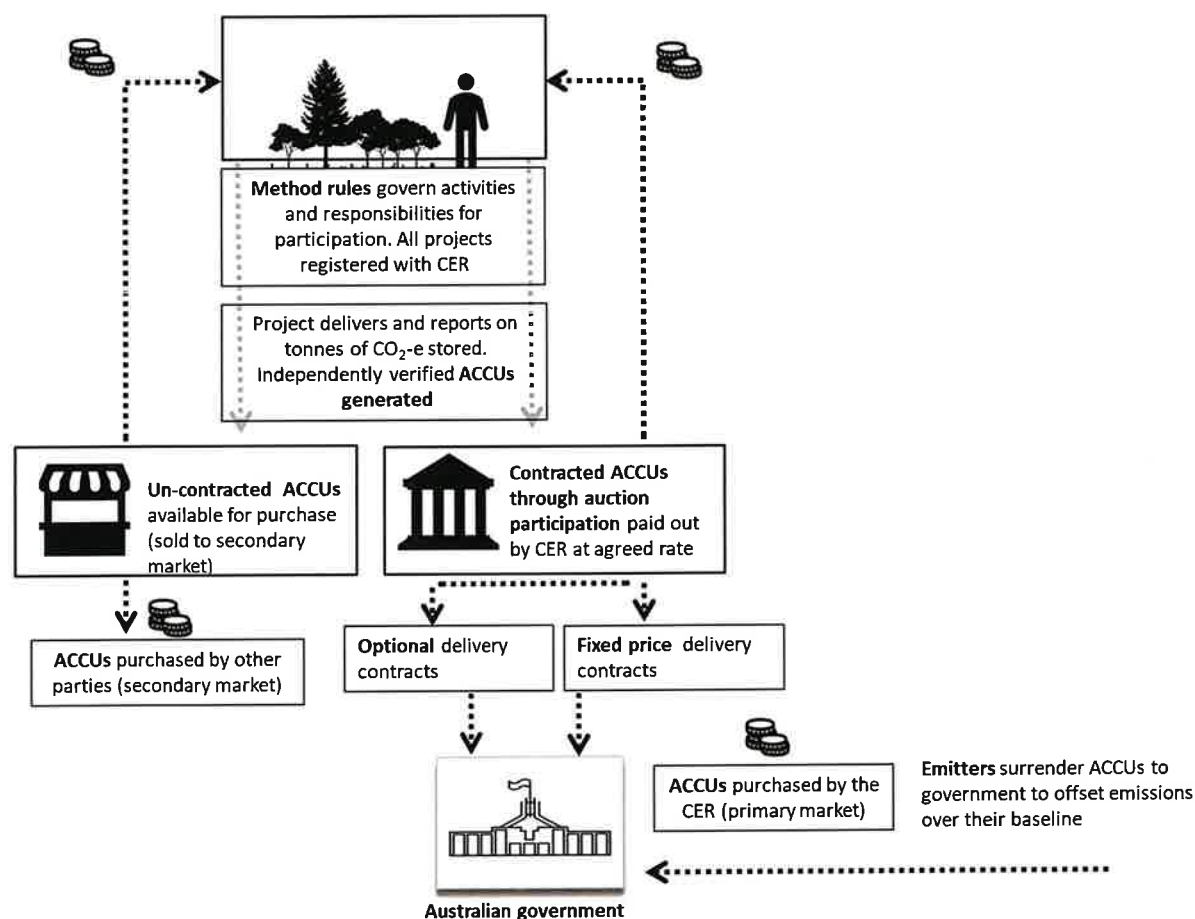 Method rules govern activities
and responsibilities for
participation. All projects
registered with CER
Project delivers and reports on
tonnes of CO₂-e stored.
Independently verified ACCUs
generated
Un-contracted ACCUs
available for purchase
(sold to secondary
market)
Contracted ACCUs
through auction
participation paid out
by CER at agreed rate
ACCUs purchased by other
parties (secondary market)
Optional delivery
contracts
Fixed price delivery
contracts
ACCUs purchased by the
CER (primary market)
Emitters surrender ACCUs to
government to offset emissions
over their baseline
Australian government